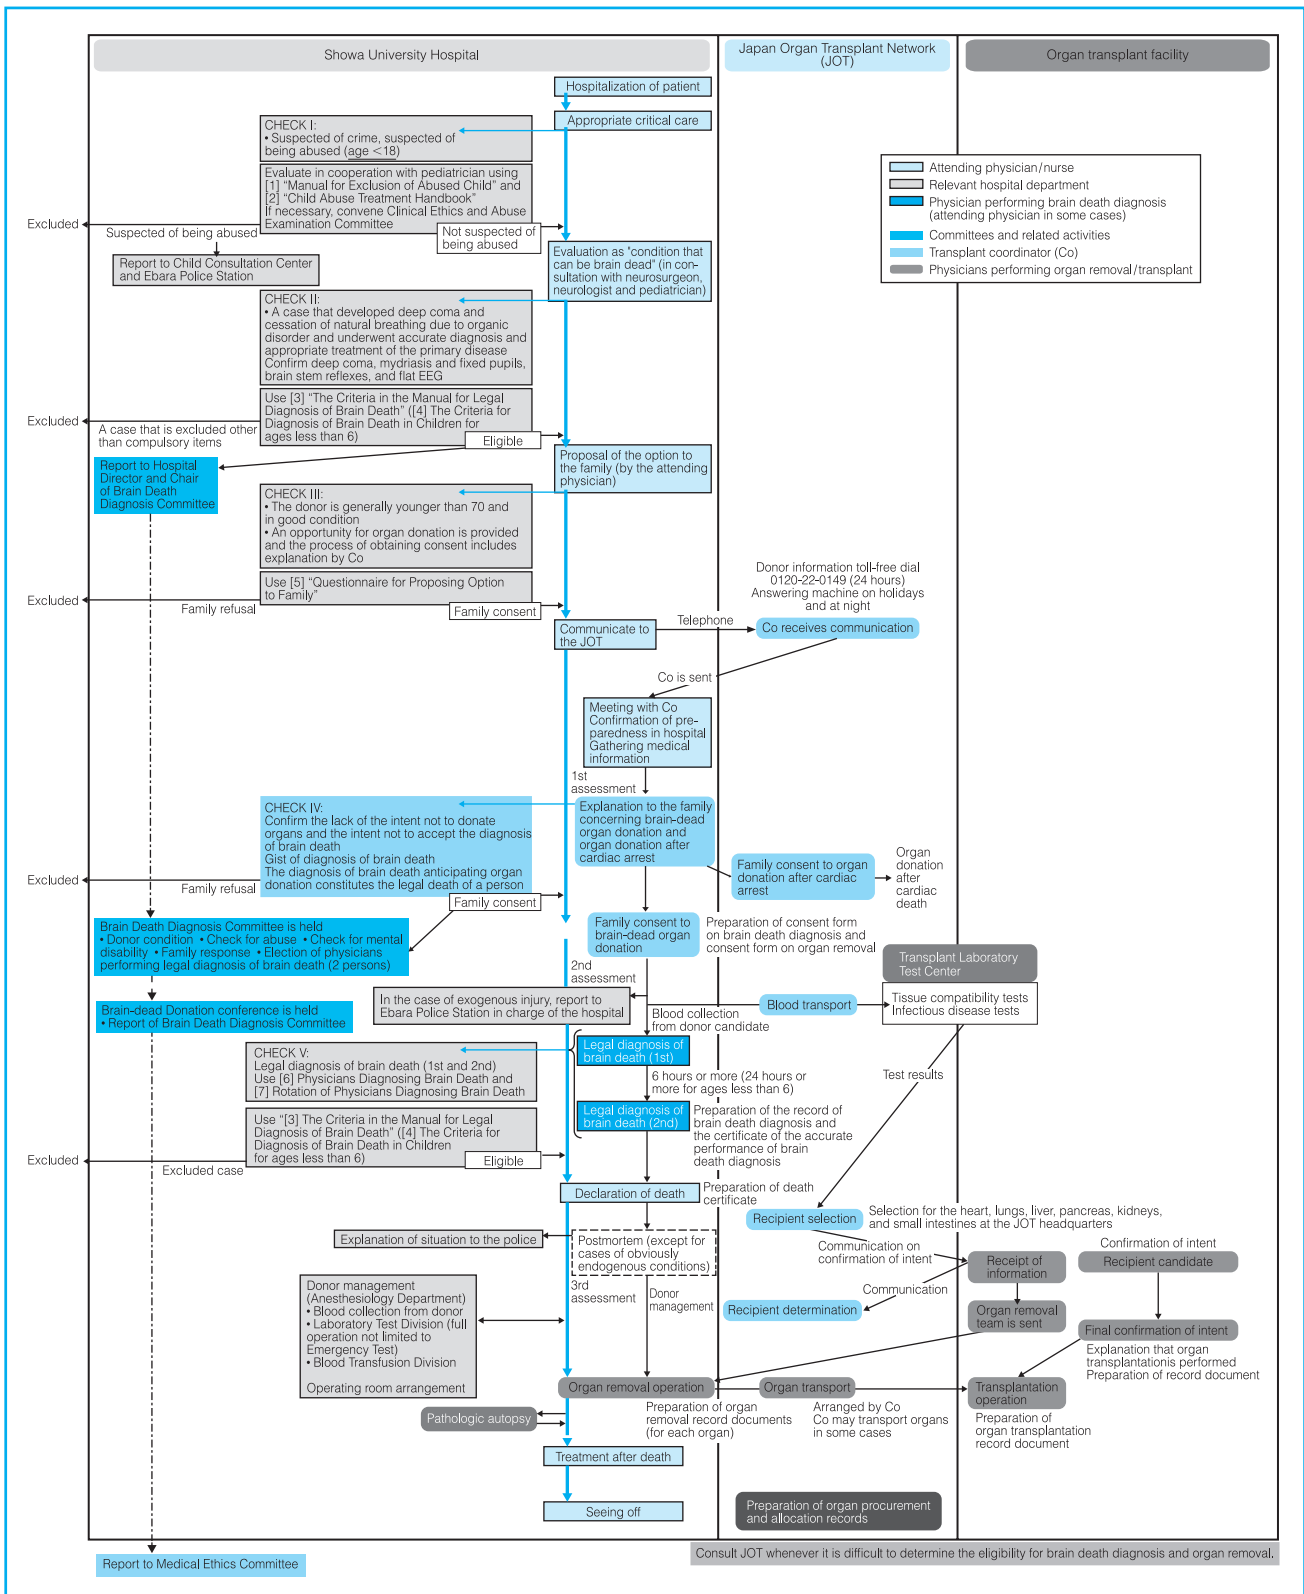 Showa University Hospital
Japan Organ Transplant Network
(JOT)
Organ transplant facility
Hospitalization of patient
Appropriate critical care
CHECK I:
• Suspected of crime, suspected of
being abused (age <18)
Evaluate in cooperation with pediatrician using
[1] “Manual for Exclusion of Abused Child” and
[2] “Child Abuse Treatment Handbook”
If necessary, convene Clinical Ethics and Abuse
Examination Committee
Excluded
Suspected of being abused
Not suspected of
being abused
Report to Child Consultation Center
and Ebara Police Station
Attending physician/nurse
Relevant hospital department
Physician performing brain death diagnosis
(attending physician in some cases)
Committees and related activities
Transplant coordinator (Co)
Physicians performing organ removal/transplant
Evaluation as "condition that
can be brain dead" (in con-
sultation with neurosurgeon,
neurologist and pediatrician)
CHECK II:
• A case that developed deep coma and
cessation of natural breathing due to organic
disorder and underwent accurate diagnosis and
appropriate treatment of the primary disease
Confirm deep coma, mydriasis and fixed pupils,
brain stem reflexes, and flat EEG
Use [3] “The Criteria in the Manual for Legal
Diagnosis of Brain Death” ([4] The Criteria for
Diagnosis of Brain Death in Children for
ages less than 6)
Excluded
A case that is excluded other
than compulsory items
Eligible
Report to Hospital
Director and Chair
of Brain Death
Diagnosis Committee
Proposal of the option to
the family (by the attending
physician)
CHECK III:
• The donor is generally younger than 70 and
in good condition
• An opportunity for organ donation is provided
and the process of obtaining consent includes
explanation by Co
Use [5] “Questionnaire for Proposing Option
to Family”
Excluded
Family refusal
Family consent
Donor information toll-free dial
0120-22-0149 (24 hours)
Answering machine on holidays
and at night
Communicate to
the JOT
Telephone
Co receives communication
Co is sent
Meeting with Co
Confirmation of pre-
paredness in hospital
Gathering medical
information
1st
assessment
CHECK IV:
Confirm the lack of the intent not to donate
organs and the intent not to accept the diagnosis
of brain death
Gist of diagnosis of brain death
The diagnosis of brain death anticipating organ
donation constitutes the legal death of a person
Explanation to the family
concerning brain-dead
organ donation and
organ donation after
cardiac arrest
Family consent to organ
donation after cardiac
arrest
Organ
donation
after
cardiac
death
Excluded
Family refusal
Family consent
Brain Death Diagnosis Committee is held
• Donor condition • Check for abuse • Check for mental
disability • Family response • Election of physicians
performing legal diagnosis of brain death (2 persons)
Family consent to
brain-dead organ
donation
Preparation of consent form
on brain death diagnosis and
consent form on organ removal
Transplant Laboratory
Test Center
2nd
assessment
Tissue compatibility tests
Infectious disease tests
Brain-dead Donation conference is held
• Report of Brain Death Diagnosis Committee
In the case of exogenous injury, report to
Ebara Police Station in charge of the hospital
Blood transport
Blood collection
from donor candidate
CHECK V:
Legal diagnosis of brain death (1st and 2nd)
Use [6] Physicians Diagnosing Brain Death and
[7] Rotation of Physicians Diagnosing Brain Death
Legal diagnosis of
brain death (1st)
6 hours or more (24 hours or
more for ages less than 6)
Test results
Legal diagnosis of
brain death (2nd)
Preparation of the record of
brain death diagnosis and
the certificate of the accurate
performance of brain
death diagnosis
Use “[3] The Criteria in the Manual for Legal
Diagnosis of Brain Death” ([4] The Criteria for
Diagnosis of Brain Death in Children
for ages less than 6)
Excluded
Excluded case
Eligible
Declaration of death
Preparation of death
certificate
Recipient selection
Selection for the heart, lungs, liver, pancreas, kidneys,
and small intestines at the JOT headquarters
Explanation of situation to the police
Postmortem (except for
cases of obviously
endogenous conditions)
Communication on
confirmation of intent
Confirmation of intent
Receipt of
information
Recipient candidate
Donor management
(Anesthesiology Department)
• Blood collection from donor
• Laboratory Test Division (full
operation not limited to
Emergency Test)
• Blood Transfusion Division
Operating room arrangement
3rd
assessment
Donor
management
Communication
Recipient determination
Organ removal
team is sent
Final confirmation of intent
Explanation that organ
transplantationis performed
Preparation of record document
Organ removal operation
Organ transport
Transplantation
operation
Pathologic autopsy
Preparation of organ
removal record documents
(for each organ)
Arranged by Co
Co may transport organs
in some cases
Preparation of
organ transplantation
record document
Treatment after death
Seeing off
Preparation of organ procurement
and allocation records
Report to Medical Ethics Committee
Consult JOT whenever it is difficult to determine the eligibility for brain death diagnosis and organ removal.